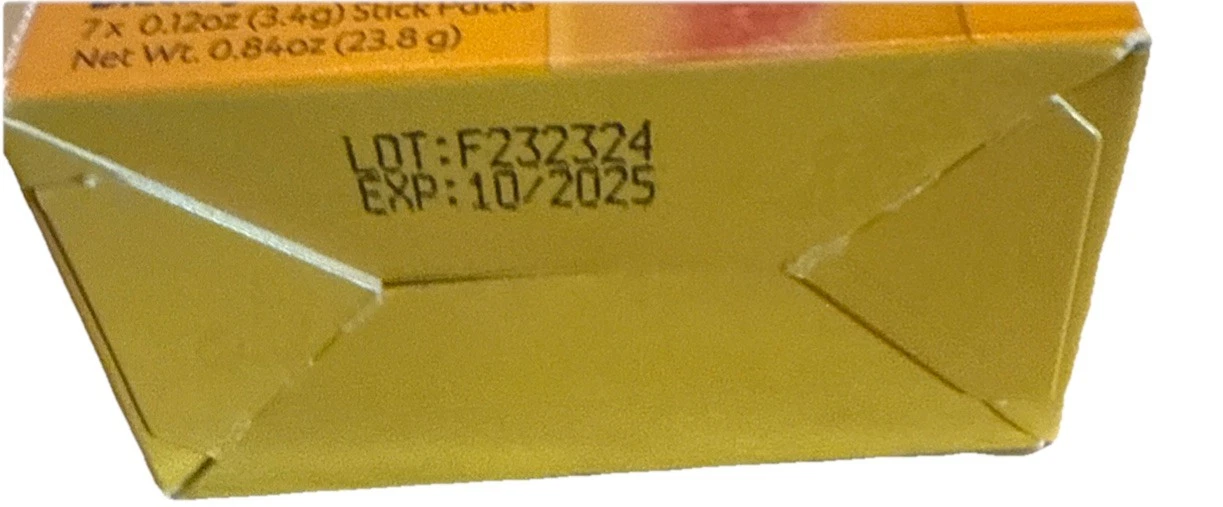 7x 0.12oz (3.4g) Stick Packs
Net Wt. 0.84oz (23.8 g)
LOT:F232324
EXP:10/2025